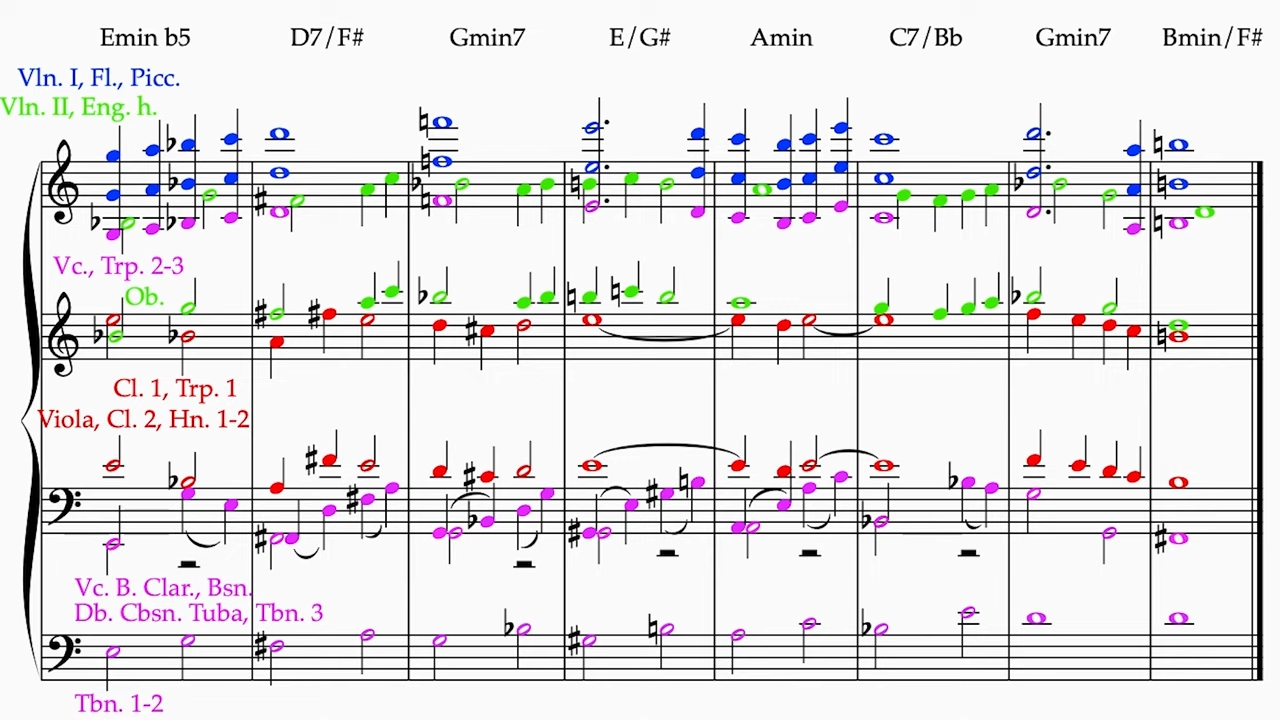 Emin b5 D7/F# Gmin7 E/G# Amin C7/Bb Gmin7 Bmin/F#
Vln. I, Fl., Picc.
Vln. II, Eng. h.
Vc., Trp. 2-3
Ob.
Cl. 1, Trp. 1
Viola, Cl. 2, Hn. 1-2
Vc. B. Clar., Bsn.
Db. Cbsn. Tuba, Tbn. 3
Tbn. 1-2